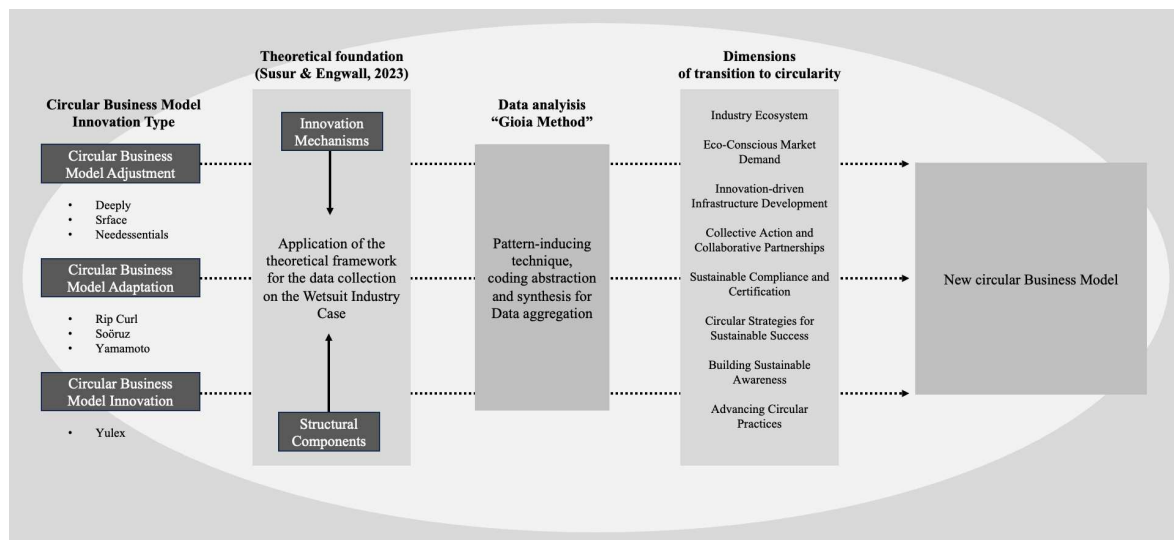 Circular Business Model
Innovation Type
Circular Business
Model Adjustment
• Deeply
• Srface
• Needessentials
Circular Business
Model Adaptation
• Rip Curl
• Soöruz
• Yamamoto
Circular Business
Model Innovation
• Yulex
Theoretical foundation
(Susur & Engwall, 2023)
Innovation
Mechanisms
Application of the
theoretical framework
for the data collection
on the Wetsuit Industry
Case
Structural
Components
Data analyisis
“Gioia Method”
Pattern-inducing
technique,
coding abstraction
and synthesis for
Data aggregation
Dimensions
of transition to circularity
Industry Ecosystem
Eco-Conscious Market
Demand
Innovation-driven
Infrastructure Development
Collective Action and
Collaborative Partnerships
Sustainable Compliance and
Certification
Circular Strategies for
Sustainable Success
Building Sustainable
Awareness
Advancing Circular
Practices
New circular Business Model